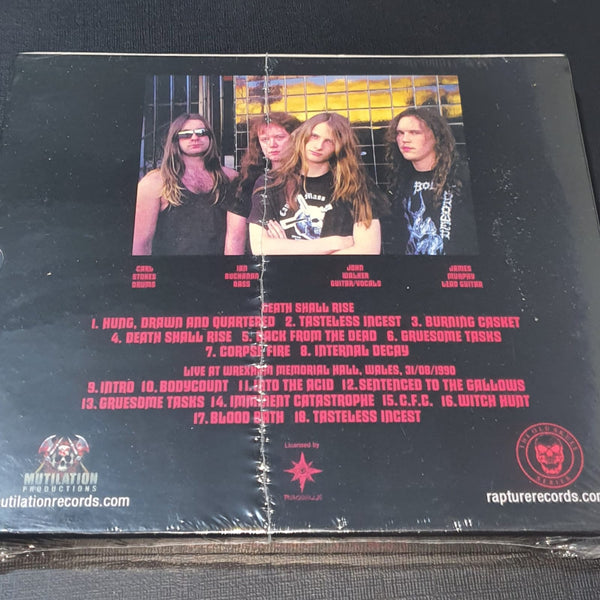 CARL STOKES DRUMS
IAN BUCHANAN BASS
JOHN WALKER GUITAR/VOCALS
JAMES MURPHY LEAD GUITAR
DEATH SHALL RISE
1. HUNG, DRAWN AND QUARTERED 2. TASTELESS INCEST 3. BURNING CASKET
4. DEATH SHALL RISE 5. BACK FROM THE DEAD 6. GRUESOME TASKS
7. CORPSEFIRE 8. INTERNAL DECAY
LIVE AT WREXHAM MEMORIAL HALL, WALES, 31/08/1990
9. INTRO 10. BODYCOUNT 11. INTO THE ACID 12. SENTENCED TO THE GALLOWS
13. GRUESOME TASKS 14. IMMINENT CATASTROPHE 15. C.F.C. 16. WITCH HUNT
17. BLOOD BATH 18. TASTELESS INCEST
Licensed by
MUTILATION
PRODUCTIONS
utilationrecords.com
SERIES
rapturerecords.com